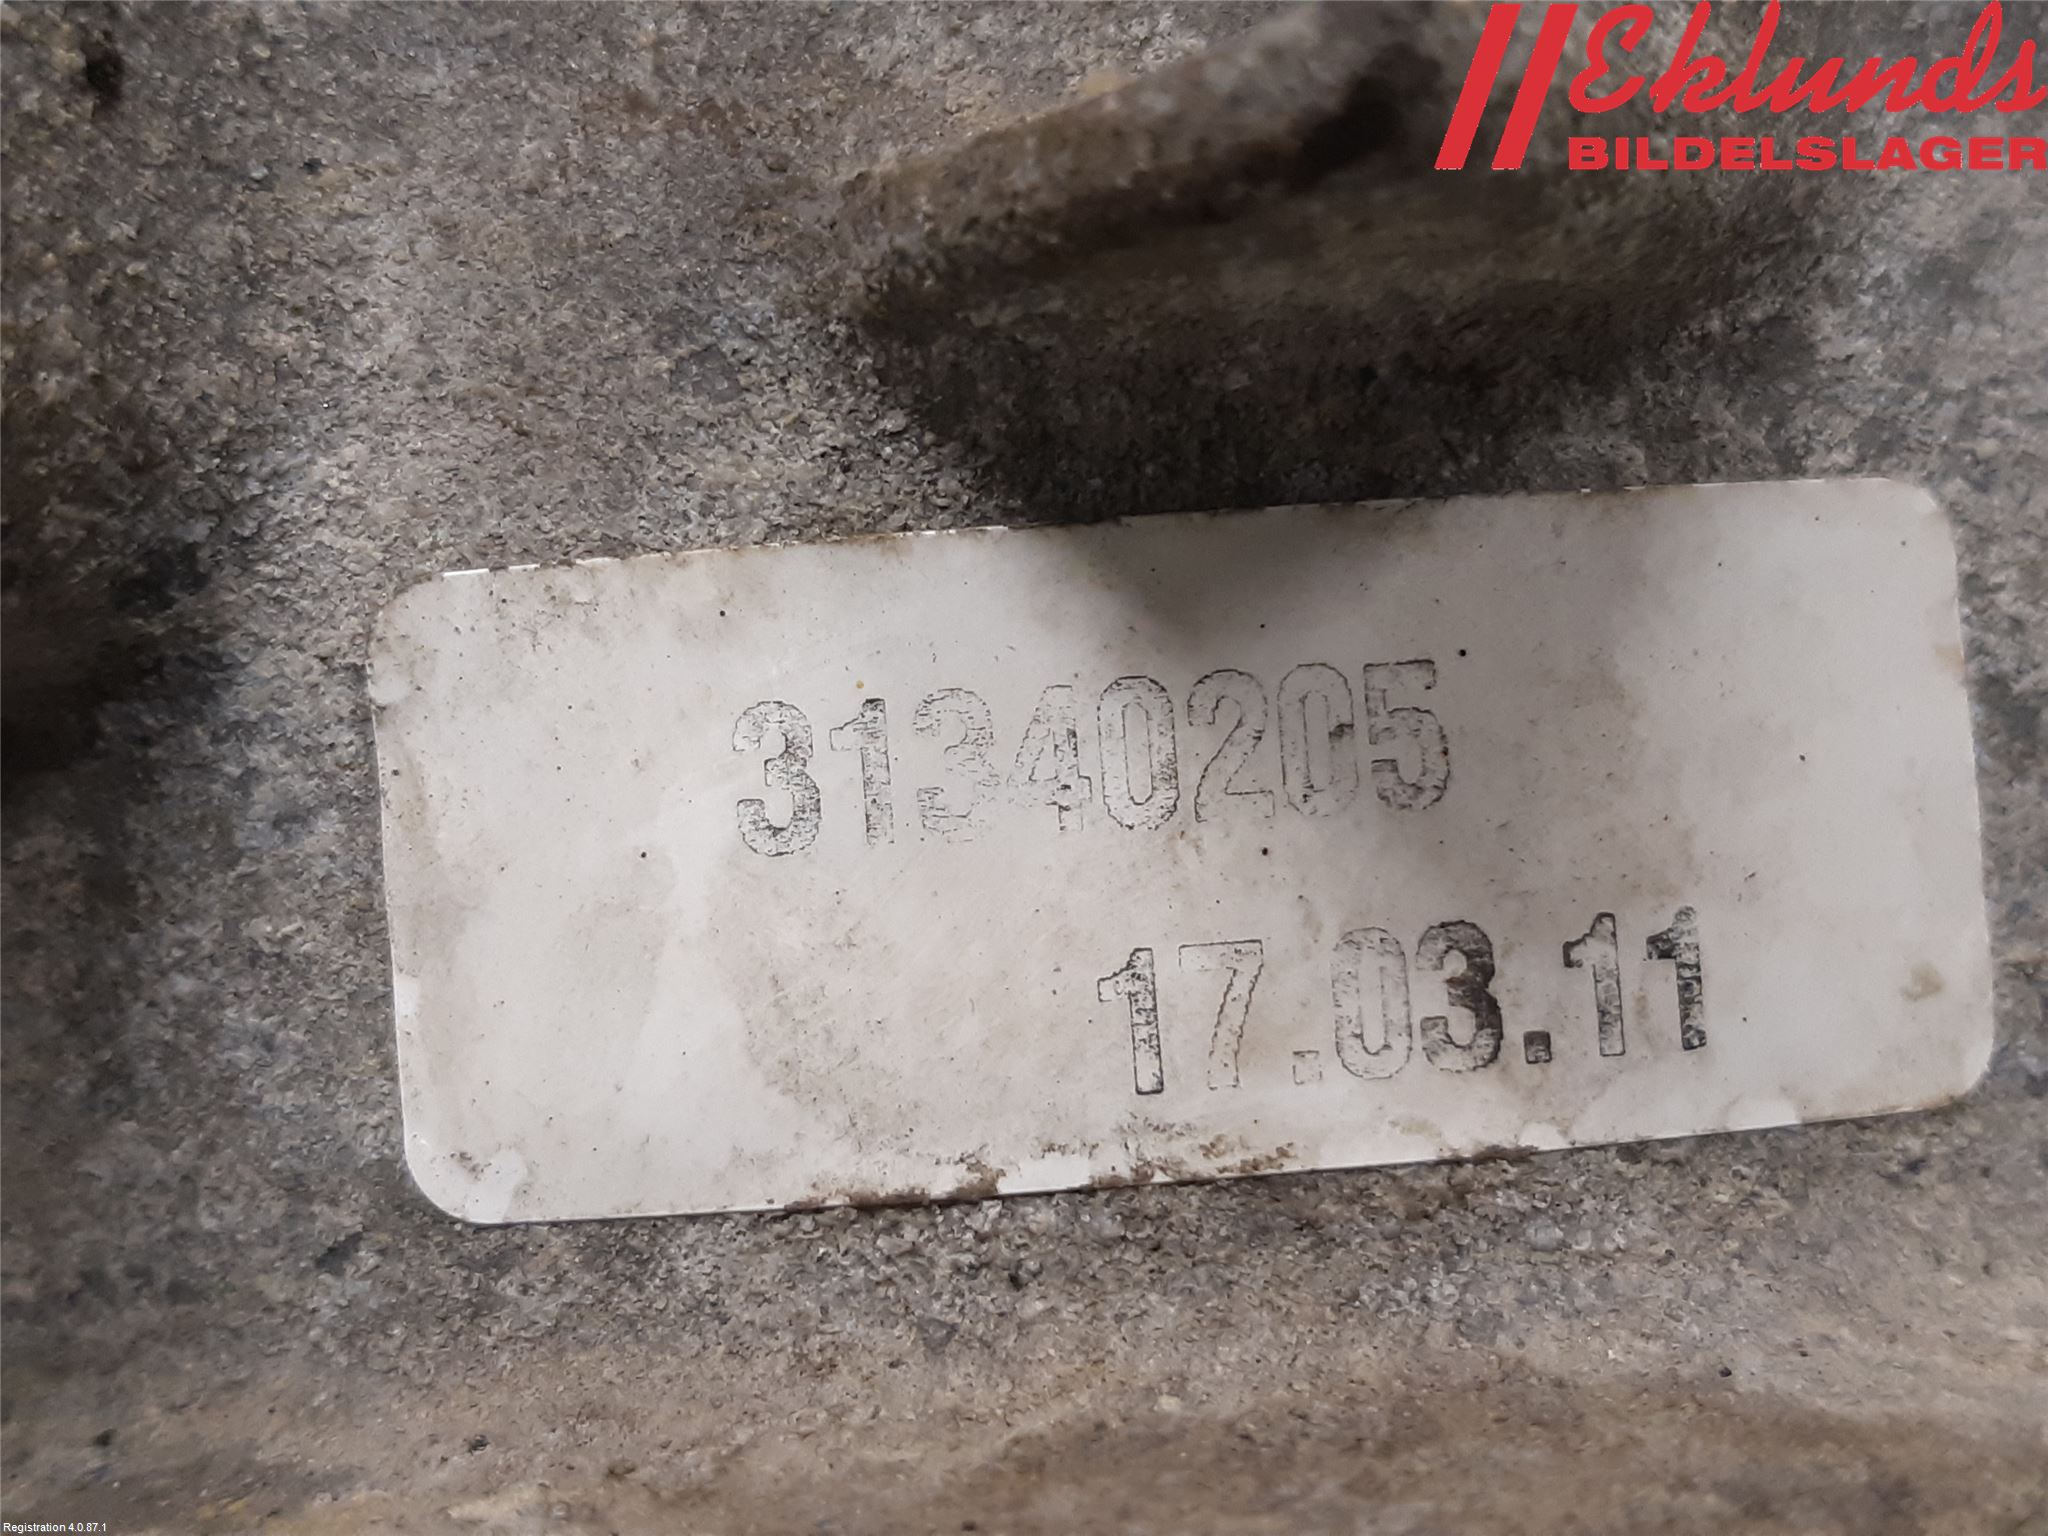 Eklunds
BILDELSLAGER
31340205
17.03.11
Registration 4.0.87.1